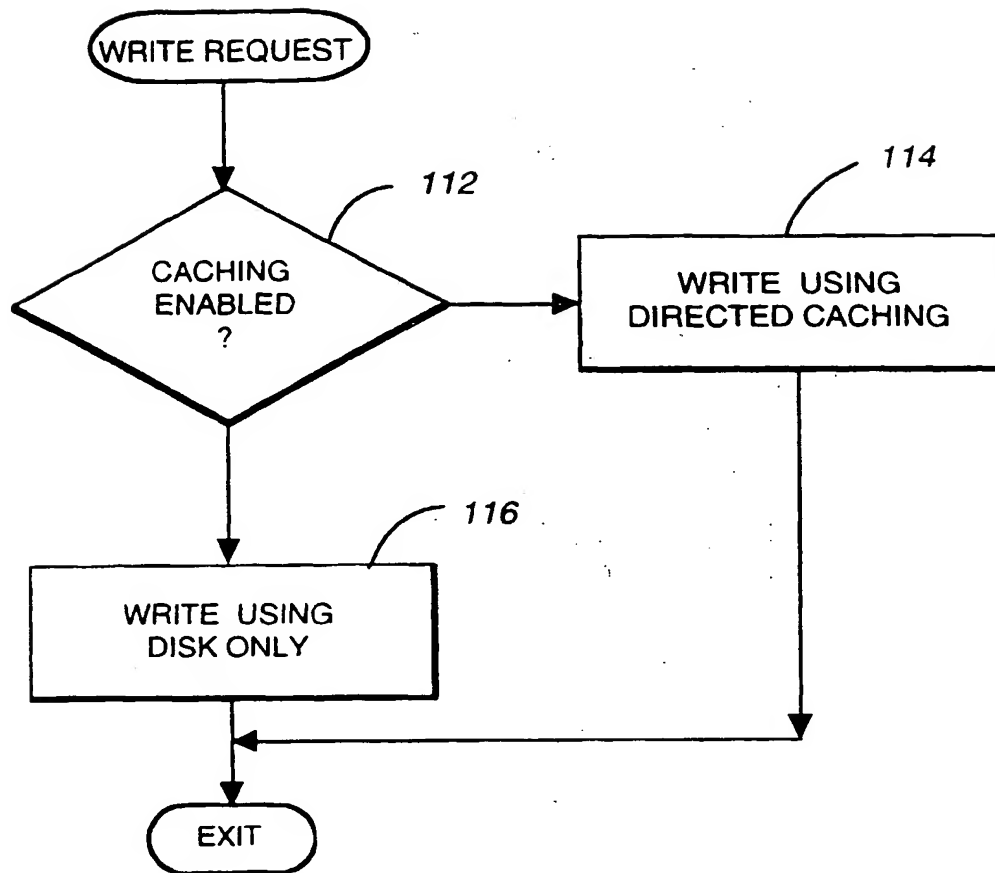 WRITE REQUEST
112
CACHING
ENABLED
?
114
WRITE USING
DIRECTED CACHING
116
WRITE USING
DISK ONLY
EXIT